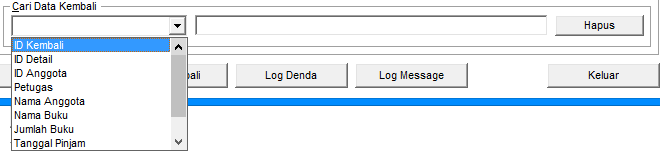 Cari Data Kembali
Hapus
ID Kembali
ID Detail
ID Anggota
Petugas
Nama Anggota
Nama Buku
Jumlah Buku
Tanggal Pinjam
Log Denda
Log Message
Keluar